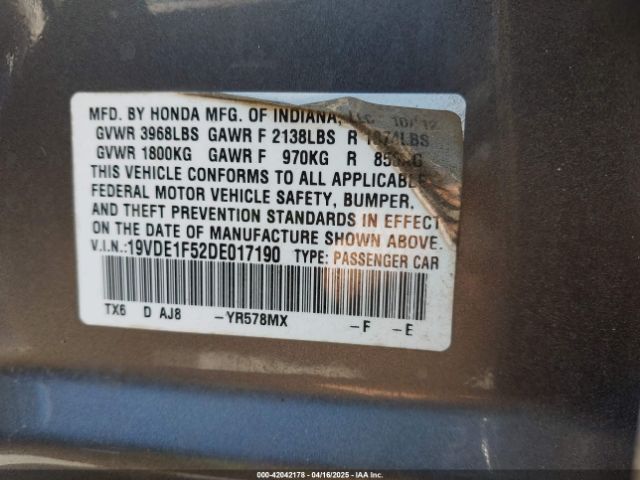 MFD. BY HONDA MFG. OF INDIANA, LLC 10/12
GVWR 3968LBS GAWR F 2138LBS R 1874LBS
GVWR 1800KG GAWR F 970KG R
THIS VEHICLE CONFORMS TO ALL APPLICABLE
FEDERAL MOTOR VEHICLE SAFETY, BUMPER,
AND THEFT PREVENTION STANDARDS IN EFFECT
ON THE DATE OF MANUFACTURE SHOWN ABOVE.
V.I.N.:19VDE1F52DE017190 TYPE: PASSENGER CAR
TX6 D AJ8 -YR578MX -F -E
000-42042178 - 04/16/2025 - IAA Inc.